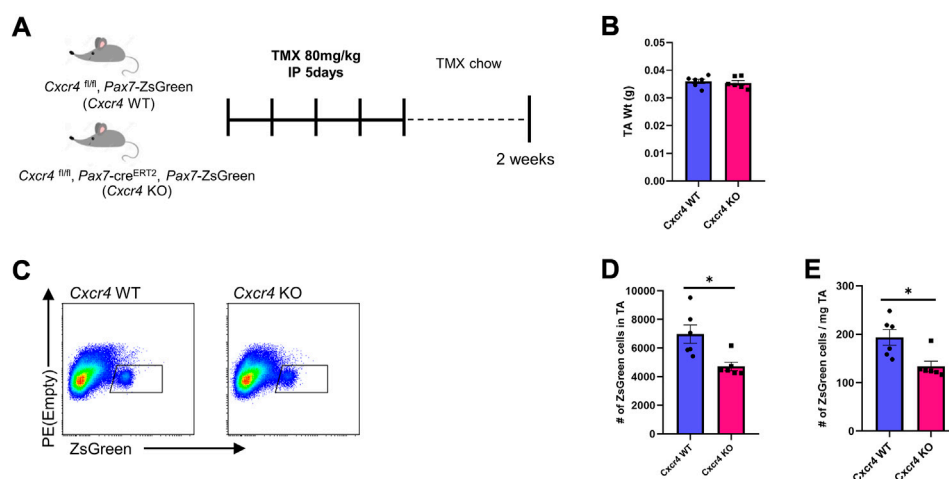 A
Cxcr4 fl/fl, Pax7-ZsGreen
(Cxcr4 WT)
Cxcr4 fl/fl, Pax7-creERT2, Pax7-ZsGreen
(Cxcr4 KO)
TMX 80mg/kg
IP 5days
TMX chow
2 weeks
B
TA Wt (g)
0.05
0.04
0.03
0.02
0.01
0.00
Cxcr4 WT
Cxcr4 KO
C
Cxcr4 WT
Cxcr4 KO
PE(Empty)
ZsGreen
D
# of ZsGreen cells in TA
10000
8000
6000
4000
2000
0
*
Cxcr4 WT
Cxcr4 KO
E
# of ZsGreen cells / mg TA
300
200
100
0
*
Cxcr4 WT
Cxcr4 KO